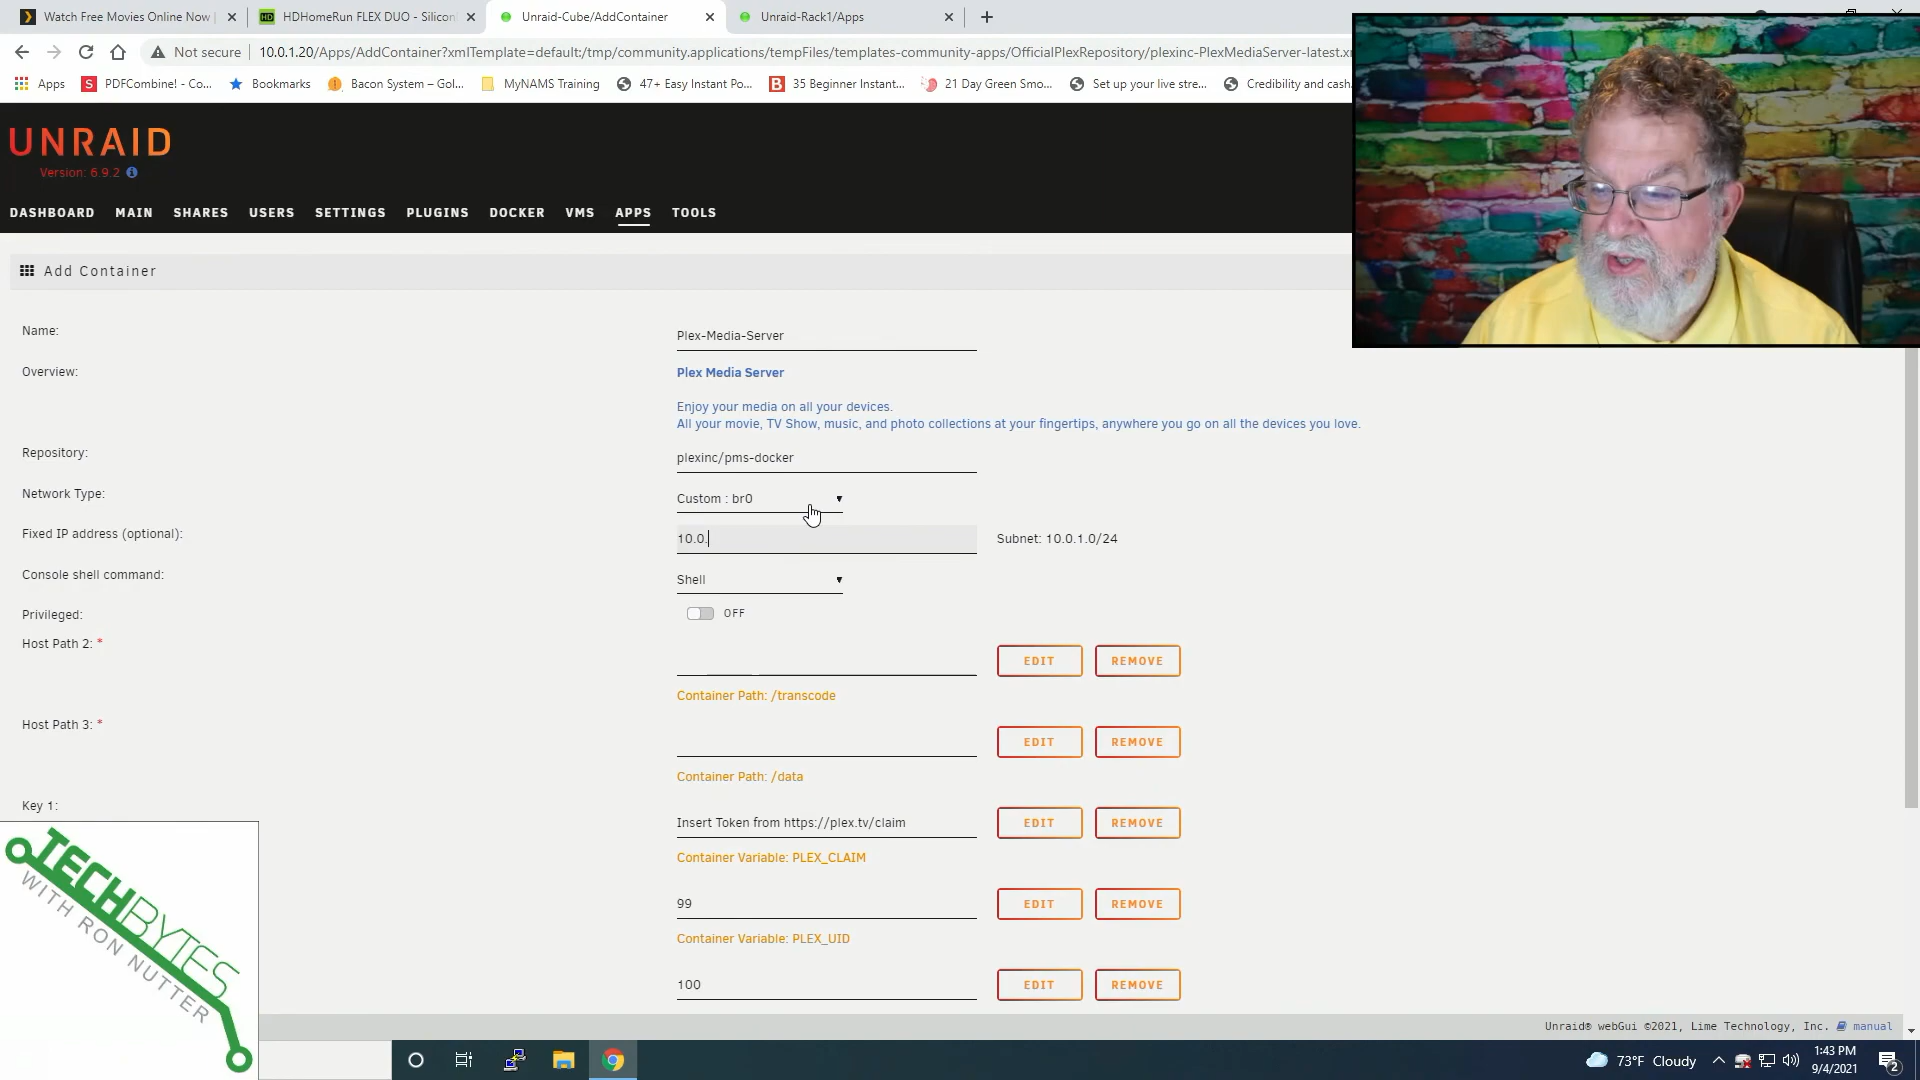 Watch Free Movies Online Now
HDHomeRun FLEX DUO - Silicon
Unraid-Cube/AddContainer
Unraid-Rack1/Apps
Not secure
10.0.1.20/Apps/AddContainer?xmlTemplate=default:/tmp/community.applications/tempFiles/templates-community-apps/OfficialPlexRepository/plexinc-PlexMediaServer-latest.xm
Apps
PDFCombine! - Co...
Bookmarks
Bacon System – Gol...
MyNAMS Training
47+ Easy Instant Po...
35 Beginner Instant...
21 Day Green Smo...
Set up your live stre...
Credibility and cash
UNRAID
Version: 6.9.2
DASHBOARD MAIN SHARES USERS SETTINGS PLUGINS DOCKER VMS APPS TOOLS
Add Container
Name:
Plex-Media-Server
Overview:
Plex Media Server
Enjoy your media on all your devices.
All your movie, TV Show, music, and photo collections at your fingertips, anywhere you go on all the devices you love.
Repository:
plexinc/pms-docker
Network Type:
Custom : br0
Fixed IP address (optional):
10.0.
Subnet: 10.0.1.0/24
Console shell command:
Shell
Privileged:
OFF
Host Path 2: *
EDIT REMOVE
Container Path: /transcode
Host Path 3: *
EDIT REMOVE
Container Path: /data
Key 1:
Insert Token from https://plex.tv/claim
EDIT REMOVE
Container Variable: PLEX_CLAIM
99
EDIT REMOVE
Container Variable: PLEX_UID
100
EDIT REMOVE
TECHBYTES
WITH RON NUTTER
Unraid® webGui ©2021, Lime Technology, Inc. manual
73°F Cloudy
1:43 PM
9/4/2021
2